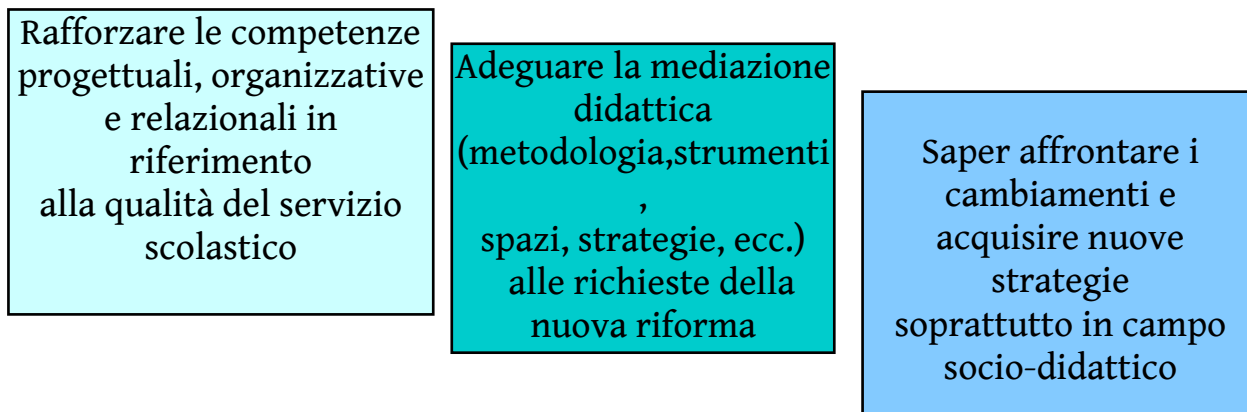 Rafforzare le competenze
progettuali, organizzative
e relazionali in
riferimento
alla qualità del servizio
scolastico
Adeguare la mediazione
didattica
(metodologia,strumenti
,
spazi, strategie, ecc.)
alle richieste della
nuova riforma
Saper affrontare i
cambiamenti e
acquisire nuove
strategie
soprattutto in campo
socio-didattico